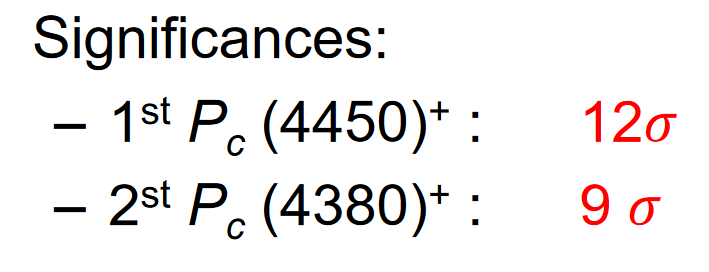 Significances:
– 1st Pc (4450)+ : 12σ
– 2st Pc (4380)+ : 9 σ